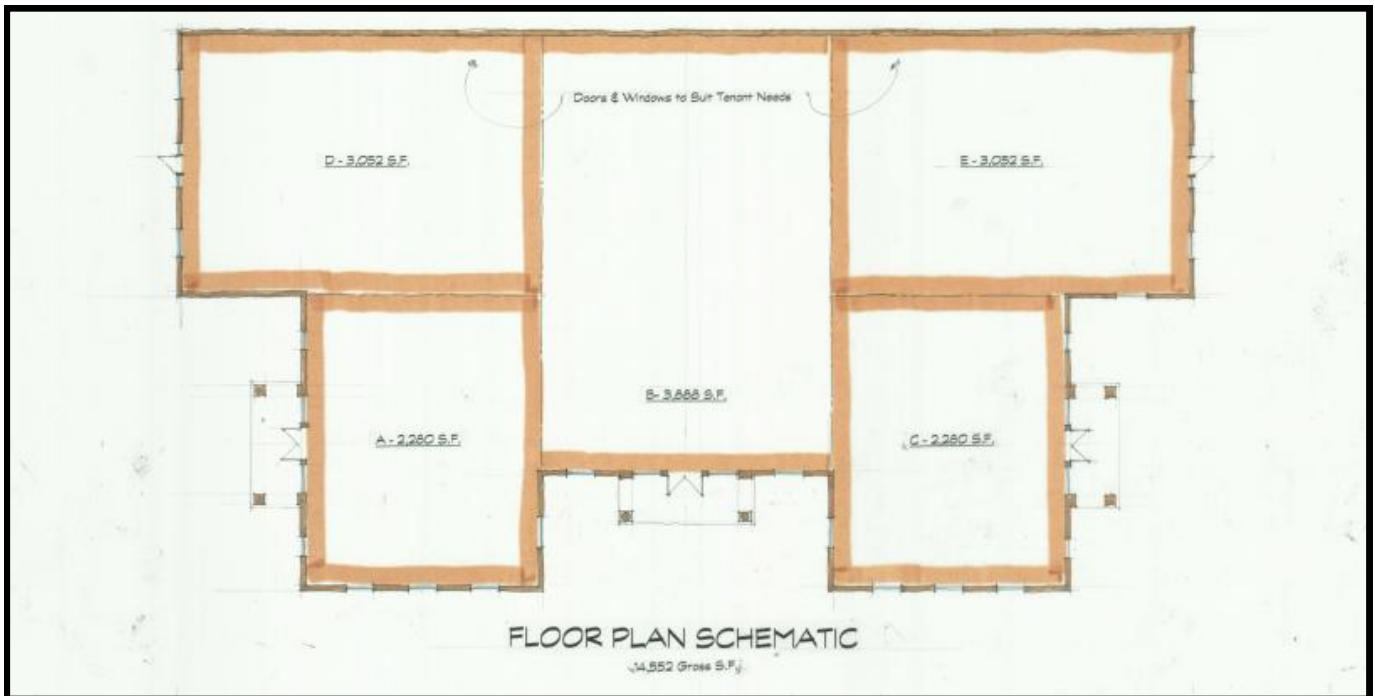 Doors & Windows to Suit Tenant Needs
D - 3,052 S.F.
E - 3,052 S.F.
B- 3,888 S.F.
A - 2,280 S.F.
C - 2,280 S.F.
FLOOR PLAN SCHEMATIC
14,552 Gross S.F.